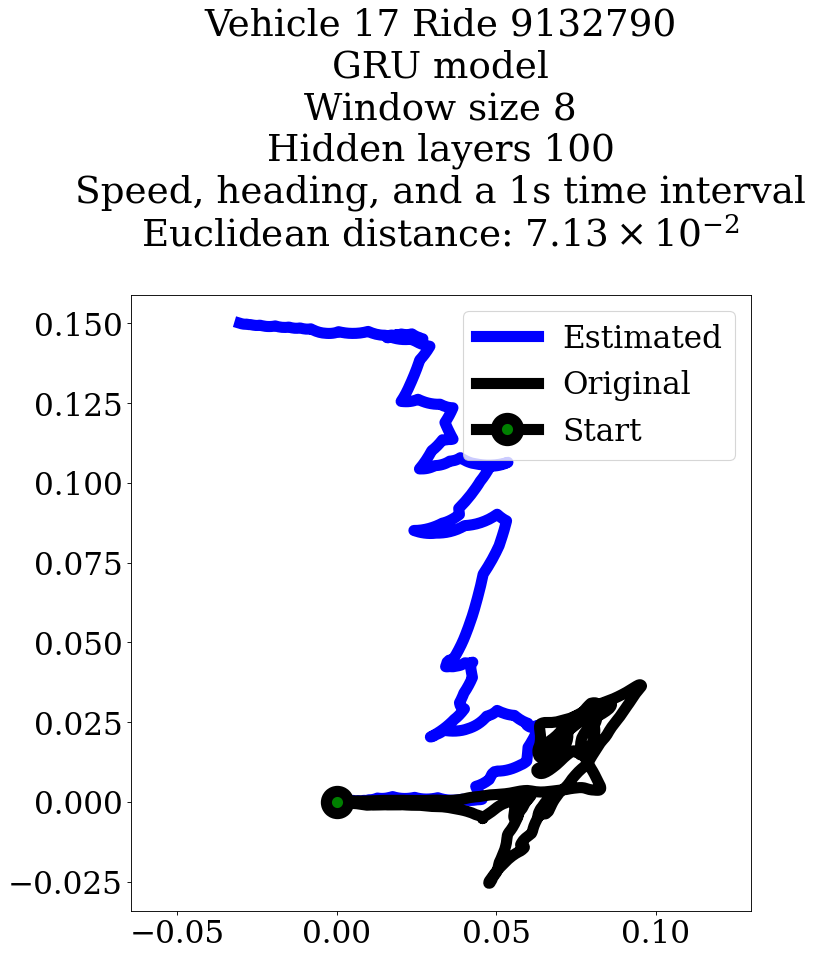 Vehicle 17 Ride 9132790
GRU model
Window size 8
Hidden layers 100
Speed, heading, and a 1s time interval
Euclidean distance: 7.13 × 10⁻²
Estimated
Original
Start
0.150
0.125
0.100
0.075
0.050
0.025
0.000
−0.025
−0.05 0.00 0.05 0.10